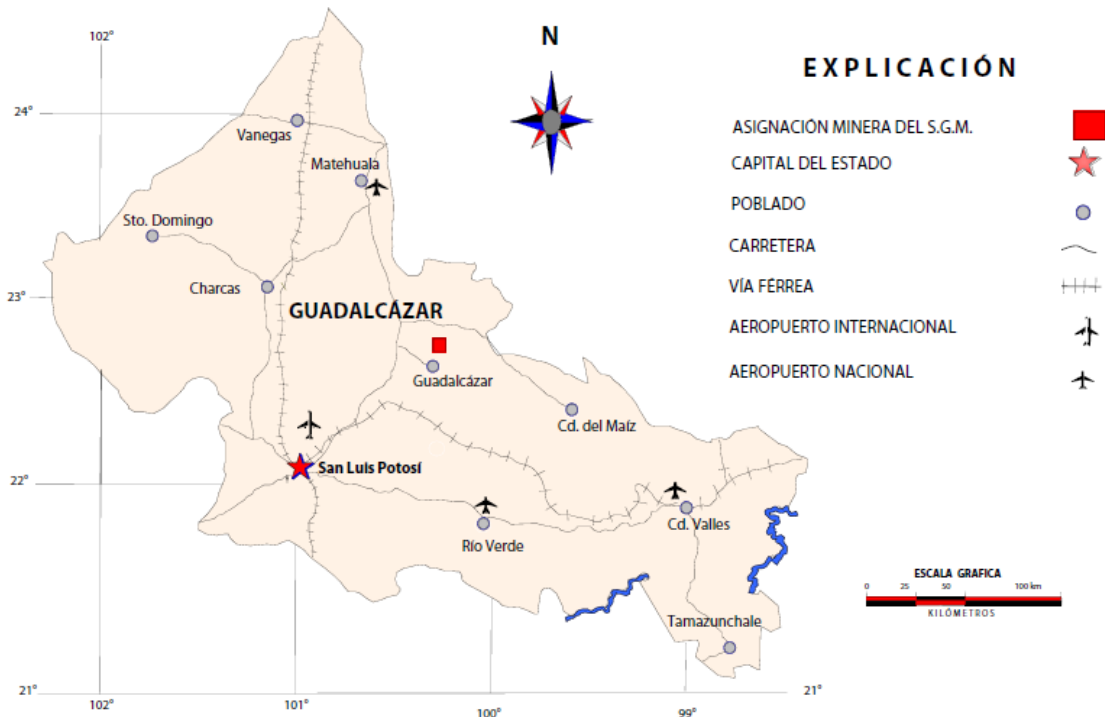 102°
N
EXPLICACIÓN
24°
Vanegas
ASIGNACIÓN MINERA DEL S.G.M.
Matehuala
CAPITAL DEL ESTADO
Sto. Domingo
POBLADO
CARRETERA
Charcas
VÍA FÉRREA
23°
GUADALCÁZAR
AEROPUERTO INTERNACIONAL
Guadalcázar
AEROPUERTO NACIONAL
Cd. del Maíz
San Luis Potosí
22°
Cd. Valles
Río Verde
ESCALA GRAFICA
0 25 50 100 km
KILÓMETROS
Tamazunchale
21°
21°
102°
101°
100°
99°